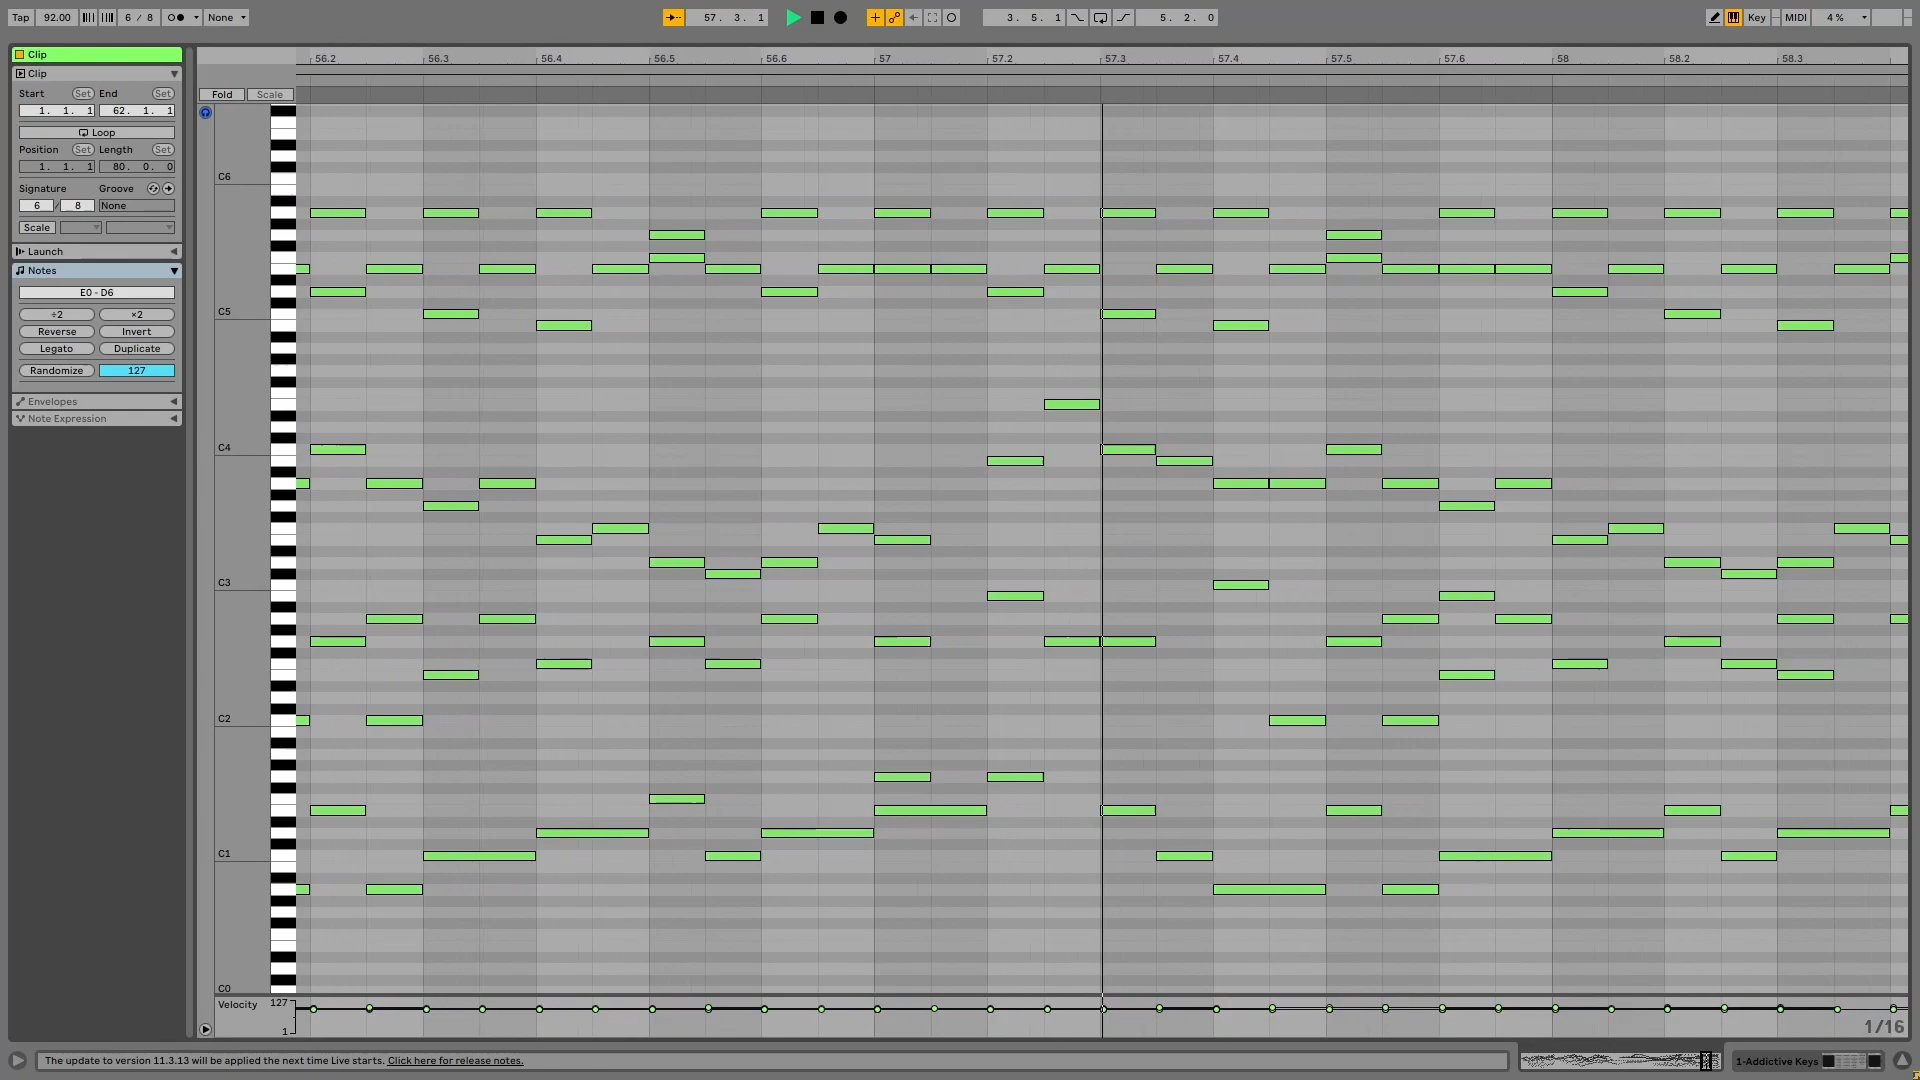 Tap 92.00 6 / 8 None 57. 3. 1 3. 5. 1 5. 2. 0 Key MIDI 4 %
Clip
Clip
Start Set End Set
1. 1. 1 62. 1. 1
Loop
Position Set Length Set
1. 1. 1 80. 0. 0
Signature Groove
6 / 8 None
Scale
Launch
Notes
E0 - D6
÷2 ×2
Reverse Invert
Legato Duplicate
Randomize 127
Envelopes
Note Expression
56.2 56.3 56.4 56.5 56.6 57 57.2 57.3 57.4 57.5 57.6 58 58.2 58.3
Fold Scale
C6
C5
C4
C3
C2
C1
C0
Velocity 127
1
1/16
The update to version 11.3.13 will be applied the next time Live starts. Click here for release notes.
1-Addictive Keys